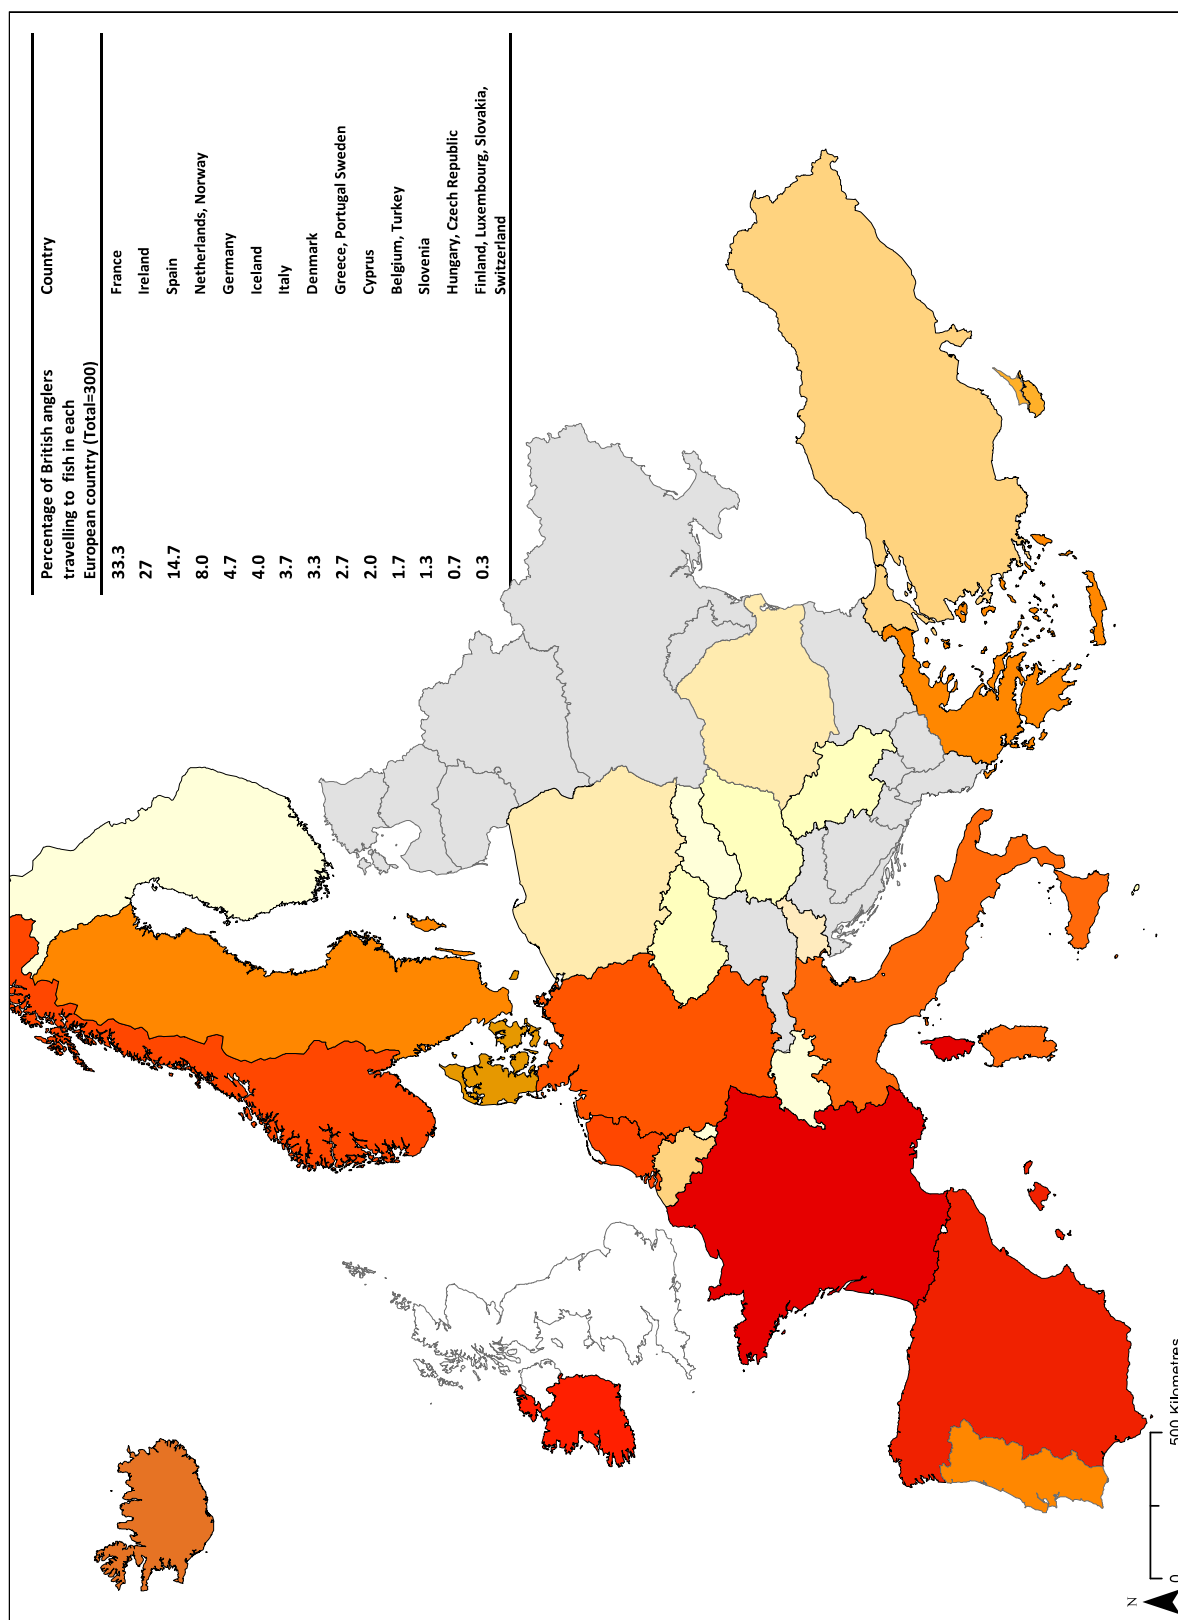 Percentage of British anglers
travelling to fish in each
European country (Total=300)
Country
33.3 France
27 Ireland
14.7 Spain
8.0 Netherlands, Norway
4.7 Germany
4.0 Iceland
3.7 Italy
3.3 Denmark
2.7 Greece, Portugal Sweden
2.0 Cyprus
1.7 Belgium, Turkey
1.3 Slovenia
0.7 Hungary, Czech Republic
0.3 Finland, Luxembourg, Slovakia,
Switzerland
N
0 500 Kilometres